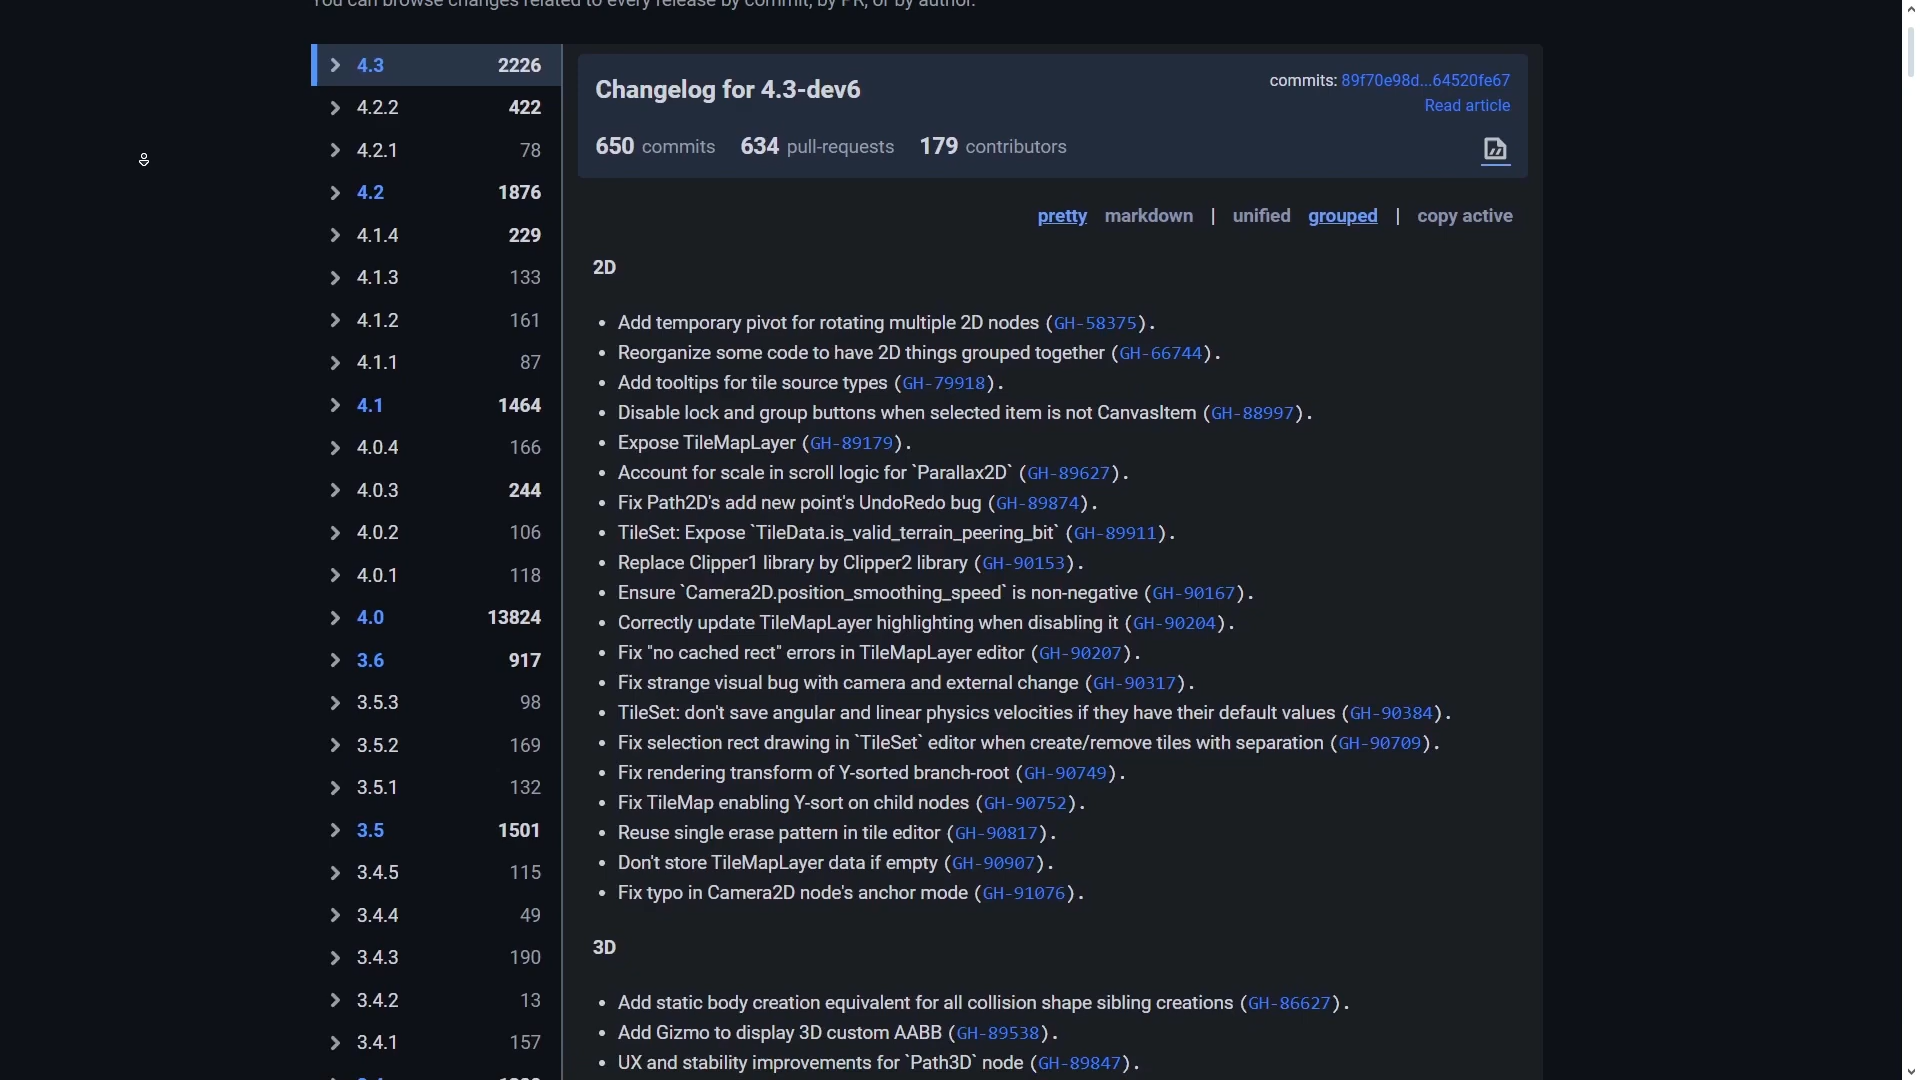 You can browse changes related to every release by commit, by PR, or by author.
4.3 2226
4.2.2 422
4.2.1 78
4.2 1876
4.1.4 229
4.1.3 133
4.1.2 161
4.1.1 87
4.1 1464
4.0.4 166
4.0.3 244
4.0.2 106
4.0.1 118
4.0 13824
3.6 917
3.5.3 98
3.5.2 169
3.5.1 132
3.5 1501
3.4.5 115
3.4.4 49
3.4.3 190
3.4.2 13
3.4.1 157
Changelog for 4.3-dev6
commits: 89f70e98d...64520fe67
Read article
650 commits 634 pull-requests 179 contributors
pretty markdown | unified grouped | copy active
2D
• Add temporary pivot for rotating multiple 2D nodes (GH-58375).
• Reorganize some code to have 2D things grouped together (GH-66744).
• Add tooltips for tile source types (GH-79918).
• Disable lock and group buttons when selected item is not CanvasItem (GH-88997).
• Expose TileMapLayer (GH-89179).
• Account for scale in scroll logic for `Parallax2D` (GH-89627).
• Fix Path2D's add new point's UndoRedo bug (GH-89874).
• TileSet: Expose `TileData.is_valid_terrain_peering_bit` (GH-89911).
• Replace Clipper1 library by Clipper2 library (GH-90153).
• Ensure `Camera2D.position_smoothing_speed` is non-negative (GH-90167).
• Correctly update TileMapLayer highlighting when disabling it (GH-90204).
• Fix "no cached rect" errors in TileMapLayer editor (GH-90207).
• Fix strange visual bug with camera and external change (GH-90317).
• TileSet: don't save angular and linear physics velocities if they have their default values (GH-90384).
• Fix selection rect drawing in `TileSet` editor when create/remove tiles with separation (GH-90709).
• Fix rendering transform of Y-sorted branch-root (GH-90749).
• Fix TileMap enabling Y-sort on child nodes (GH-90752).
• Reuse single erase pattern in tile editor (GH-90817).
• Don't store TileMapLayer data if empty (GH-90907).
• Fix typo in Camera2D node's anchor mode (GH-91076).
3D
• Add static body creation equivalent for all collision shape sibling creations (GH-86627).
• Add Gizmo to display 3D custom AABB (GH-89538).
• UX and stability improvements for `Path3D` node (GH-89847).